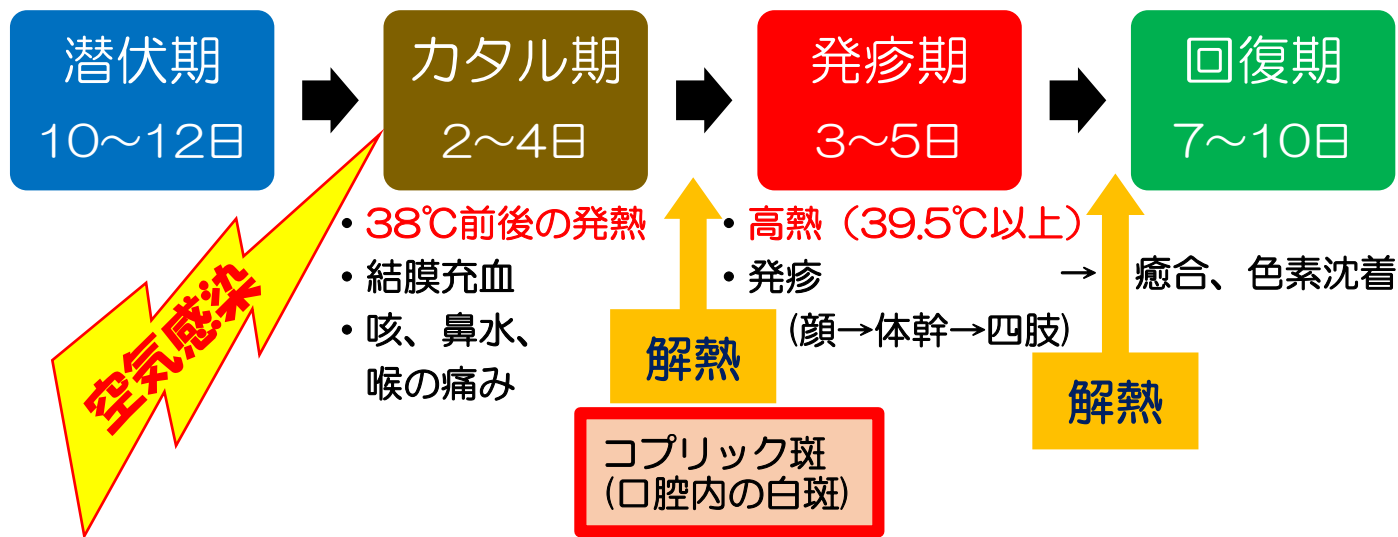 潜伏期
10～12日
カタル期
2～4日
発疹期
3～5日
回復期
7～10日
空気感染
・38℃前後の発熱
・結膜充血
・咳、鼻水、
喉の痛み
解熱
コプリック斑
(口腔内の白斑)
・高熱（39.5℃以上）
・発疹
(顔→体幹→四肢)
→
解熱
癒合、色素沈着